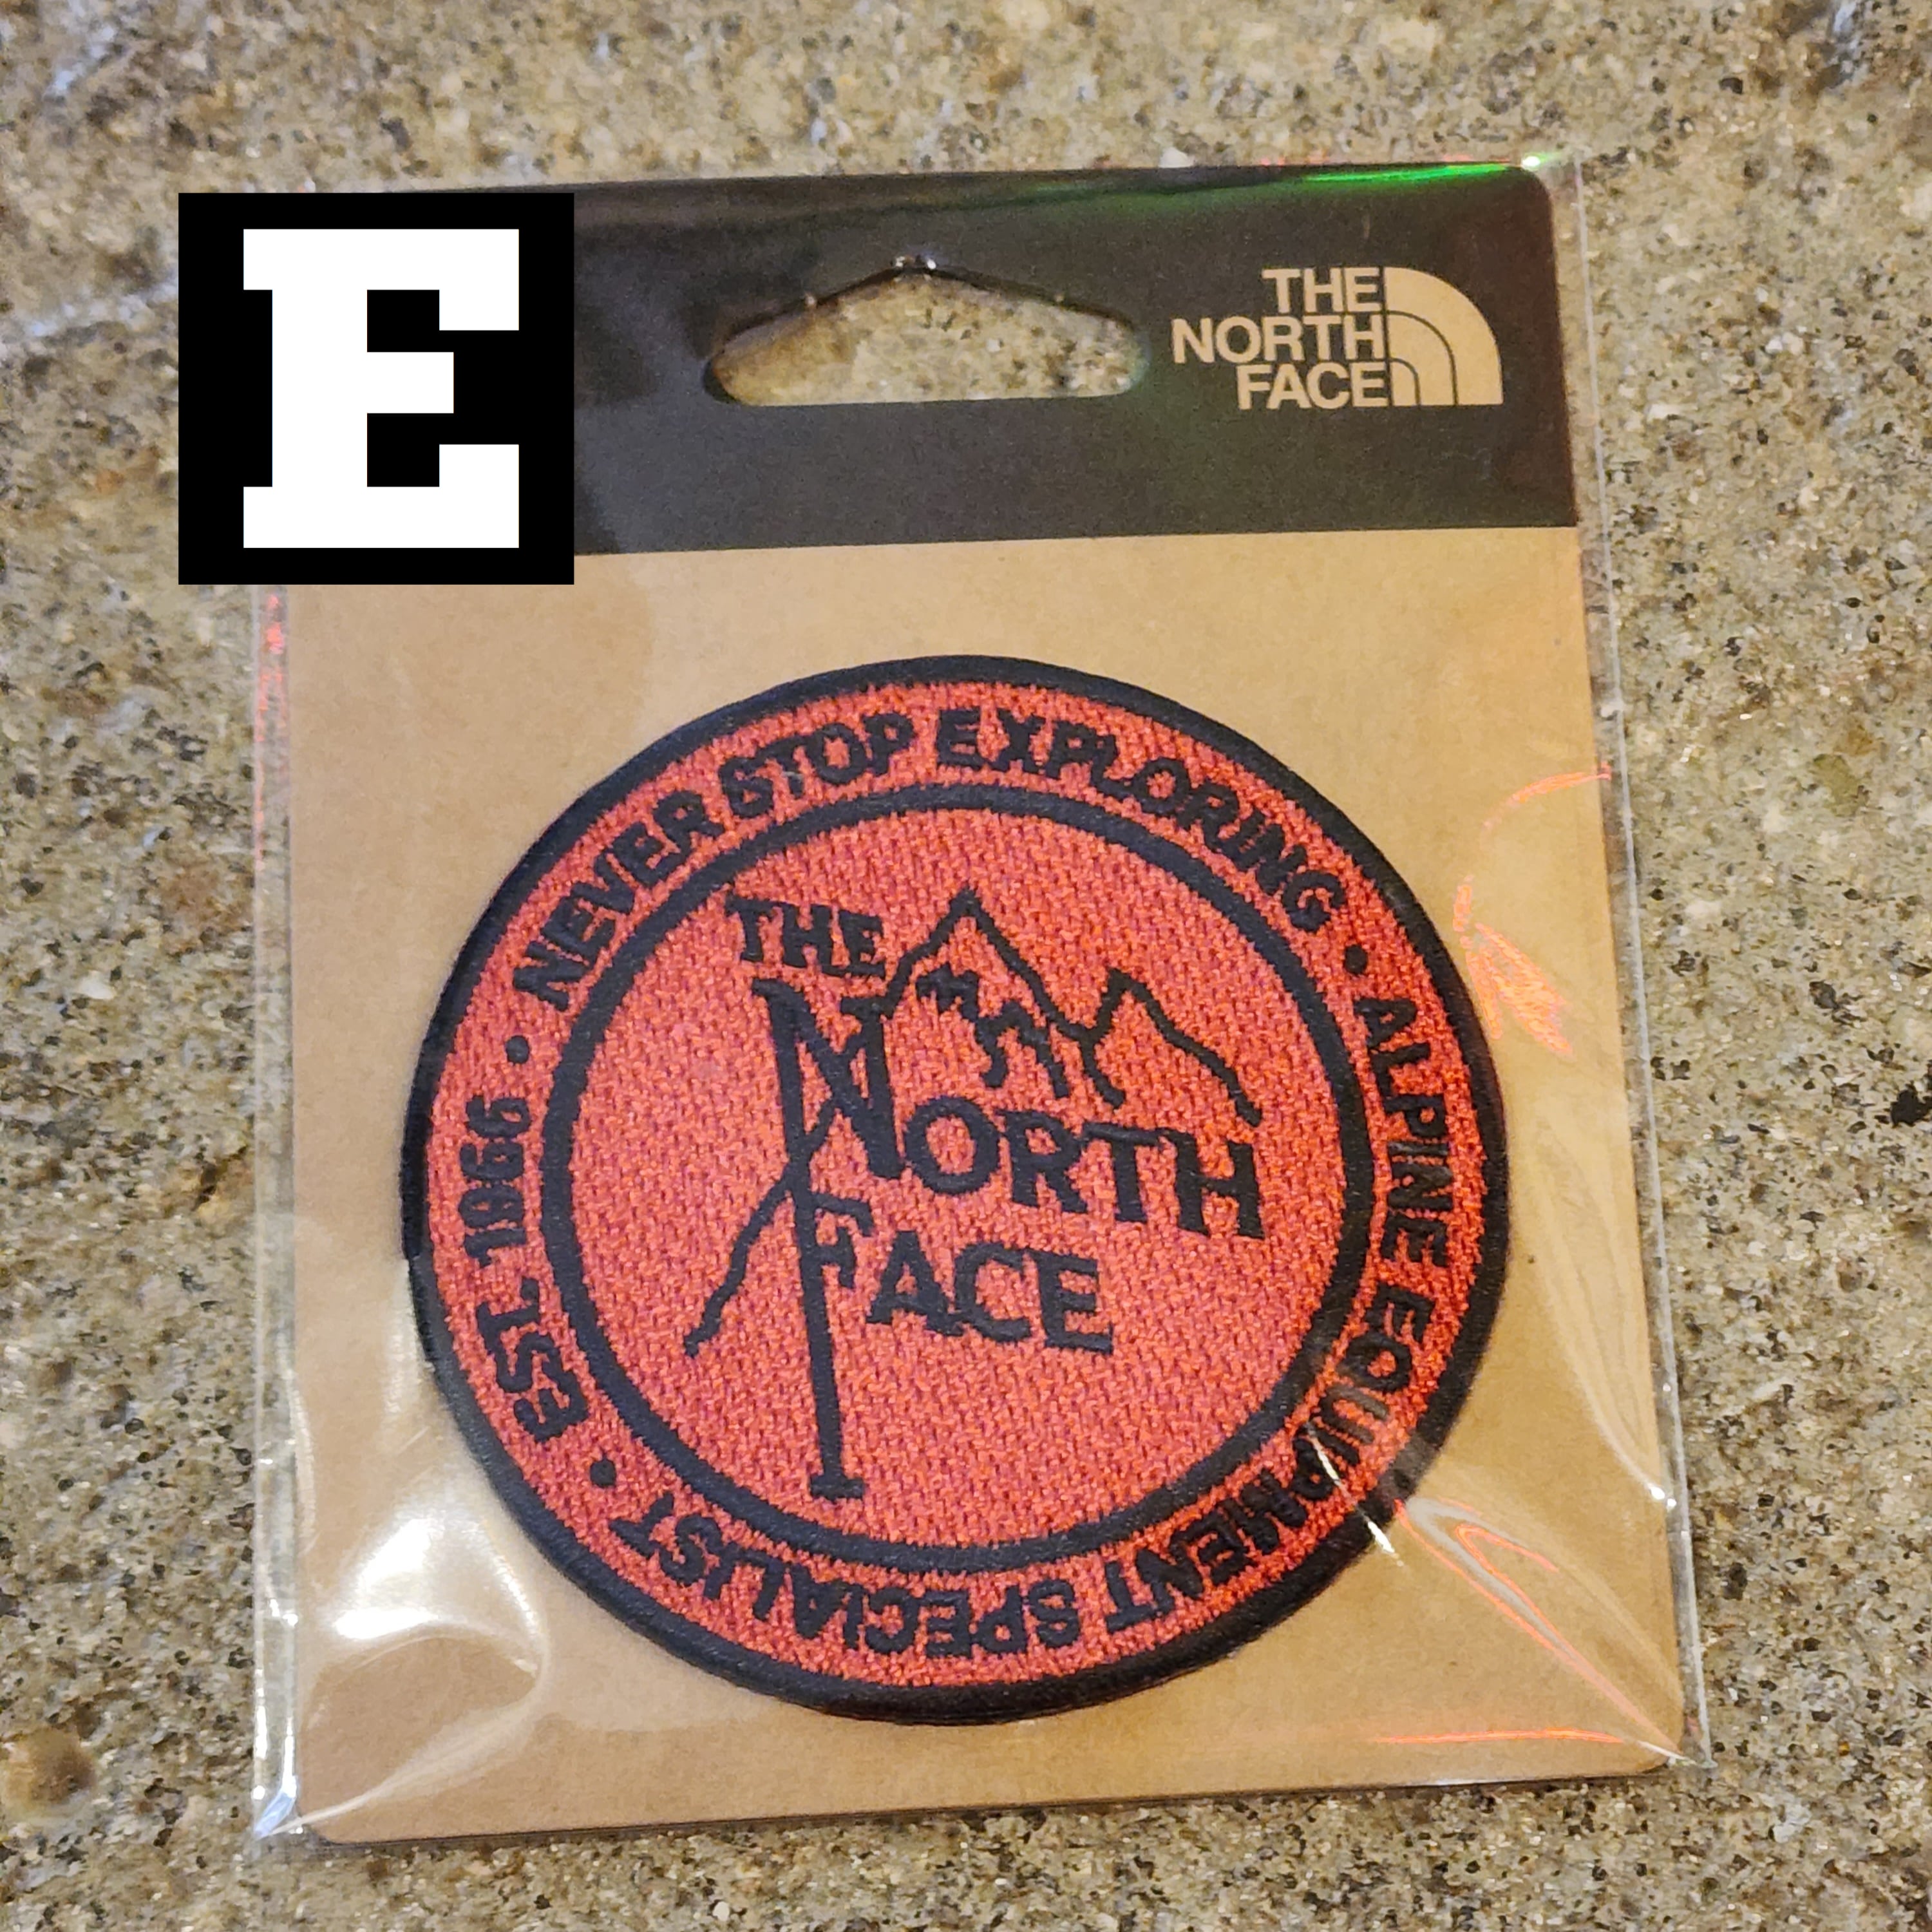 E
THE
NORTH
FACE
NEVER STOP EXPLORING • ALPINE EQUIPMENT SPECIALIST • EST. 1966 •
THE
NORTH
FACE